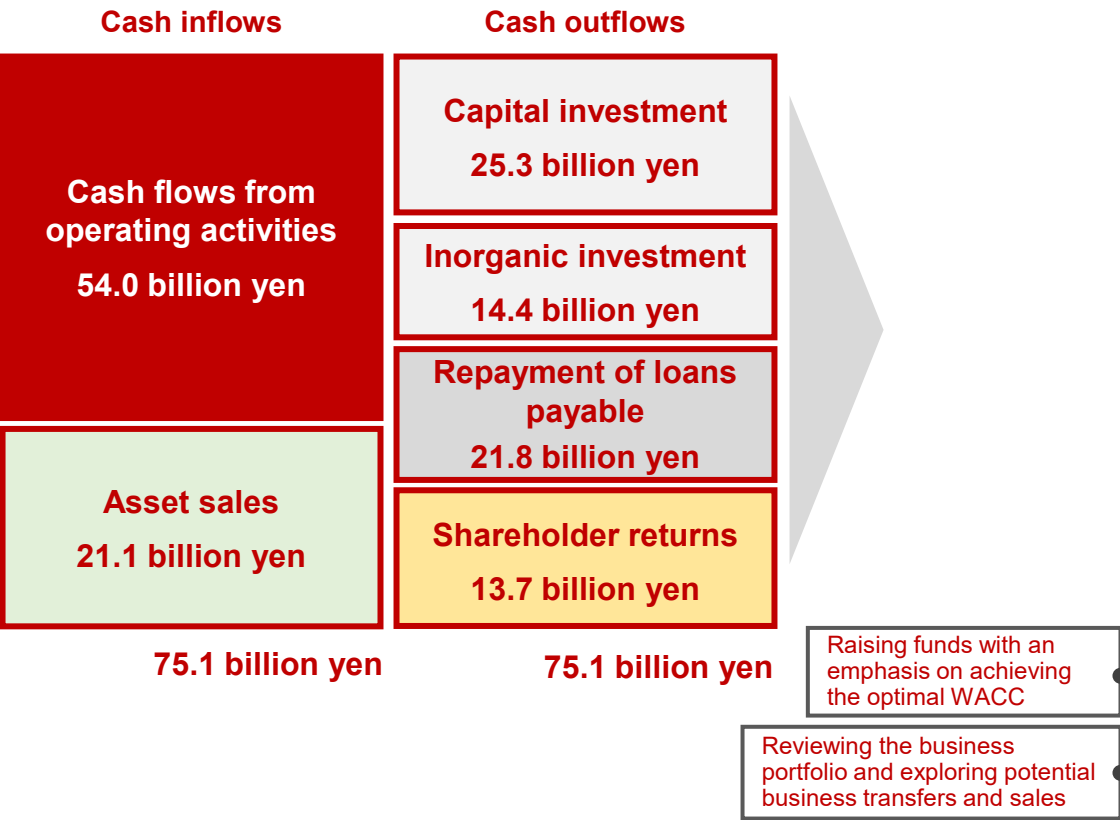 Cash inflows
Cash flows from
operating activities
54.0 billion yen
Asset sales
21.1 billion yen
75.1 billion yen
Cash outflows
Capital investment
25.3 billion yen
Inorganic investment
14.4 billion yen
Repayment of loans
payable
21.8 billion yen
Shareholder returns
13.7 billion yen
75.1 billion yen
Raising funds with an
emphasis on achieving
the optimal WACC
Reviewing the business
portfolio and exploring potential
business transfers and sales